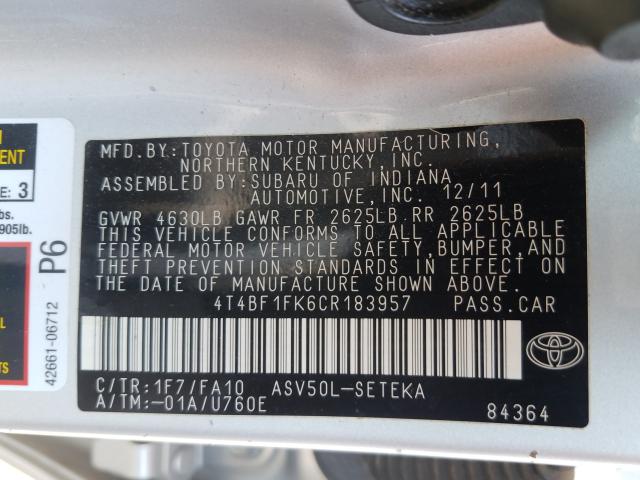 ENT
E: 3
bs.
905lb.
P6
42661-06712
MFD.BY:TOYOTA MOTOR MANUFACTURING,
NORTHERN KENTUCKY,INC.
ASSEMBLED BY:SUBARU OF INDIANA
AUTOMOTIVE,INC. 12/11
GVWR 4630LB GAWR FR 2625LB RR 2625LB
THIS VEHICLE CONFORMS TO ALL APPLICABLE
FEDERAL MOTOR VEHICLE SAFETY,BUMPER,AND
THEFT PREVENTION STANDARDS IN EFFECT ON
THE DATE OF MANUFACTURE SHOWN ABOVE.
4T4BF1FK6CR183957 PASS.CAR
C/TR:1F7/FA10 ASV50L-SETEKA
A/TM:-01A/U760E
84364